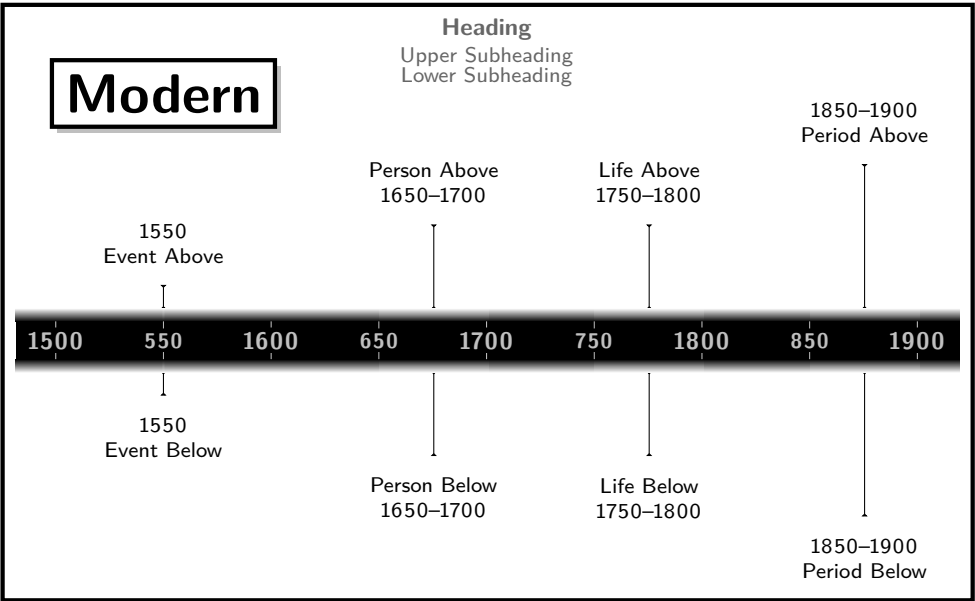 Heading
Upper Subheading
Lower Subheading
Modern
1850–1900
Period Above
Person Above
1650–1700
Life Above
1750–1800
1550
Event Above
1500 550 1600 650 1700 750 1800 850 1900
1550
Event Below
Person Below
1650–1700
Life Below
1750–1800
1850–1900
Period Below